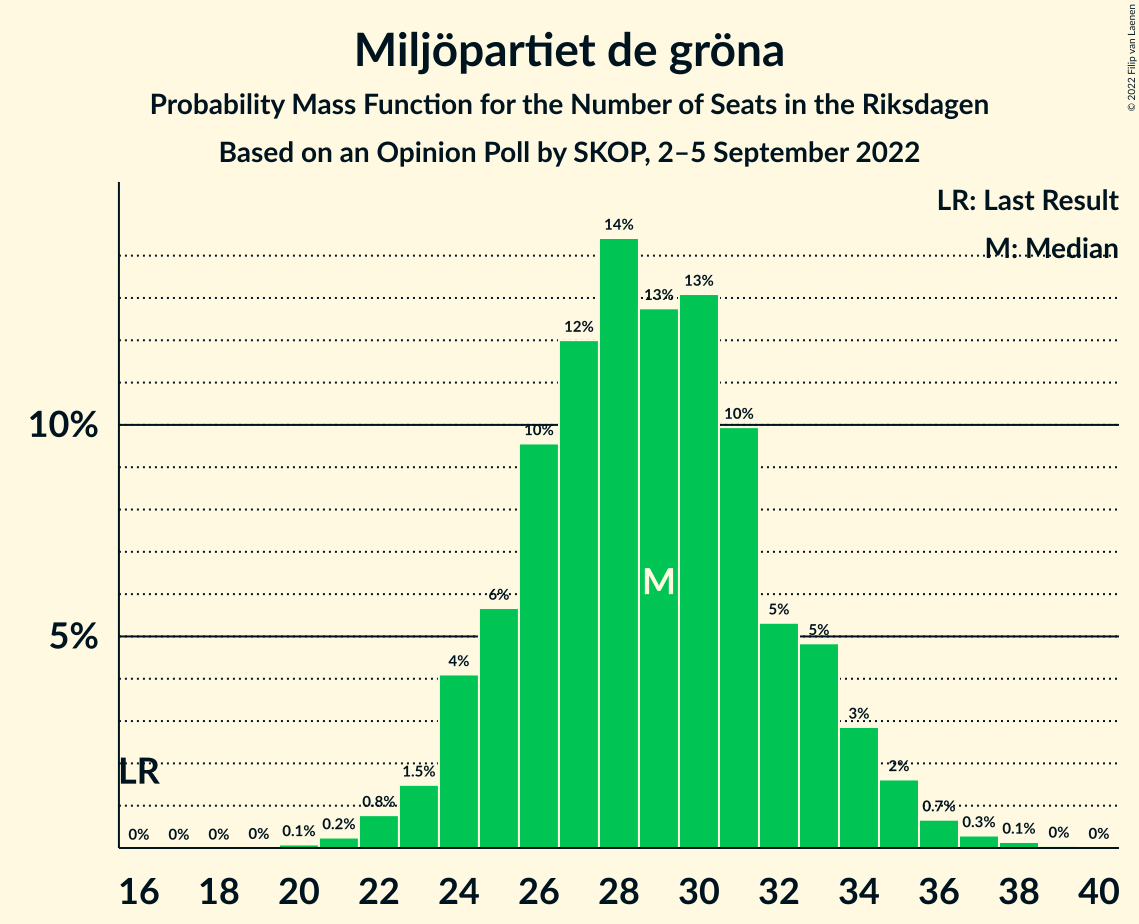 Miljöpartiet de gröna
Probability Mass Function for the Number of Seats in the Riksdagen
Based on an Opinion Poll by SKOP, 2–5 September 2022
© 2022 Filip van Laenen
LR: Last Result
M: Median
14%
13%
13%
12%
10%
10%
10%
6%
M
5%
5%
5%
4%
3%
LR
2%
1.5%
0.8%
0.7%
0.3%
0.2%
0.1%
0.1%
0% 0% 0% 0% 0% 0%
16 18 20 22 24 26 28 30 32 34 36 38 40